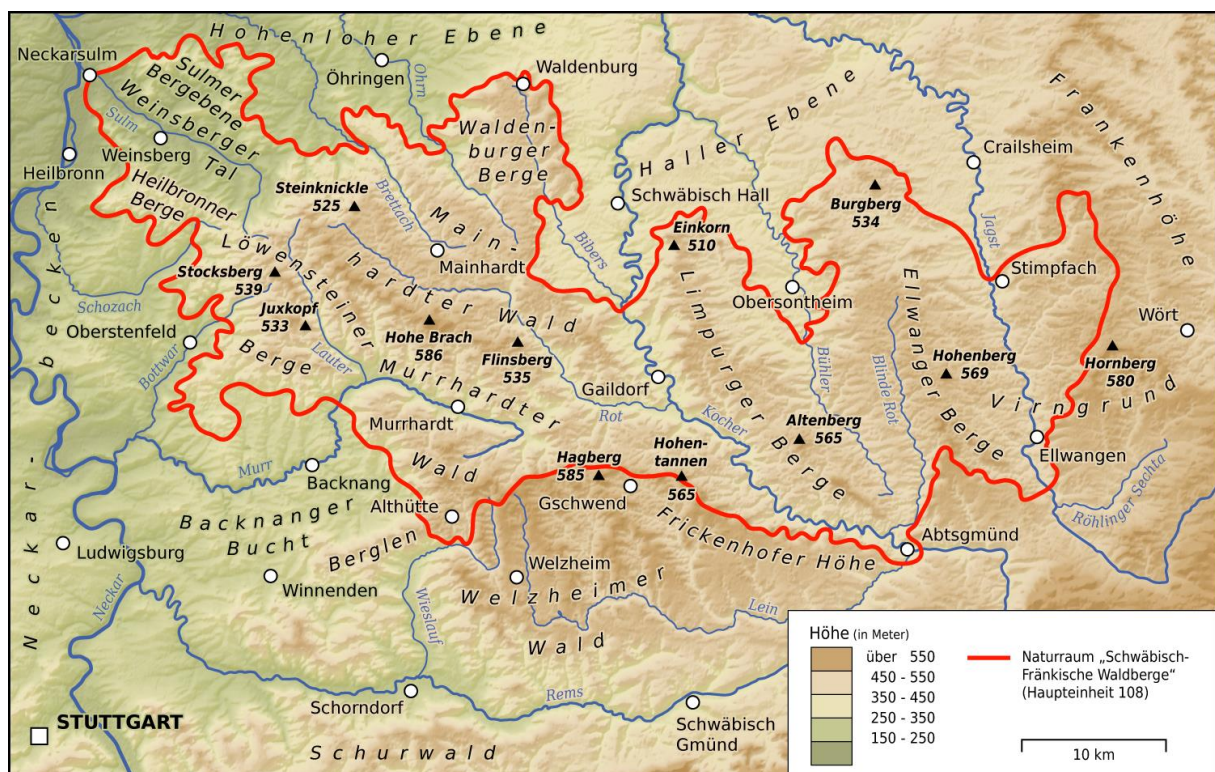 Hohenloher Ebene
Neckarsulm
Sulmer
Bergebene
Öhringen
Ohrn
Waldenburg
Weinsberger
Tal
Sulm
Weinsberg
Heilbronn
Heilbronner
Berge
Walden-
burger
Berge
Haller Ebene
Frankenhöhe
Crailsheim
Steinknickle
525
Brettach
Main-
hardter Wald
Mainhardt
Bibers
Schwäbisch Hall
Einkorn
510
Burgberg
534
Jagst
Stimpfach
Neckar-
becken
Schozach
Stocksberg
539
Löwensteiner
Berge
Juxkopf
533
Oberstenfeld
Bottwar
Lauter
Hohe Brach
586
Flinsberg
535
Obersontheim
Limpurger
Berge
Ellwanger Berge
Wört
Hohenberg
569
Hornberg
580
Virngrund
Bühler
Blinde Rot
Gaildorf
Rot
Kocher
Murrhardter
Wald
Murrhardt
Altenberg
565
Hohen-
tannen
565
Hagberg
585
Gschwend
Ellwangen
Röhlinger Sechta
Murr
Backnang
Backnanger
Bucht
Althütte
Berglen
Frickenhofer Höhe
Abtsgmünd
Ludwigsburg
Neckar
Winnenden
Welzheim
Welzheimer
Wald
Wieslauf
Lein
Schorndorf
Rems
Schwäbisch
Gmünd
STUTTGART
Schurwald
Höhe (in Meter)
über 550
450 - 550
350 - 450
250 - 350
150 - 250
Naturraum „Schwäbisch-
Fränkische Waldberge“
(Haupteinheit 108)
10 km